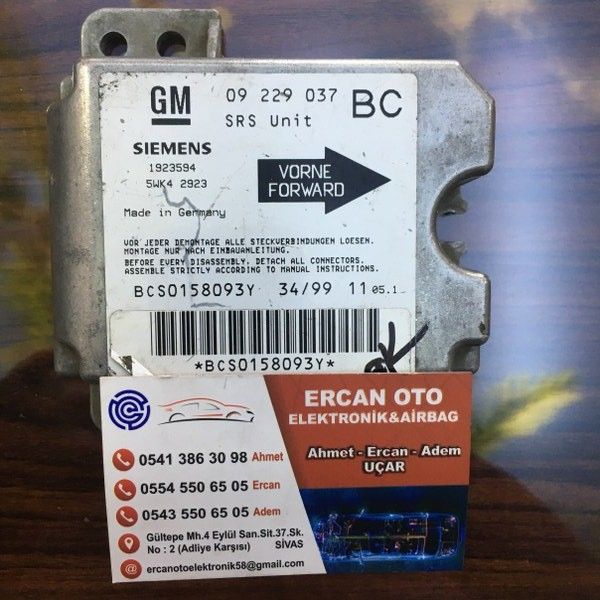 GM 09 229 037 BC
SRS Unit
SIEMENS
1923594
5WK4 2923
VORNE
FORWARD
Made in Germany
VOR JEDER DEMONTAGE ALLE STECKVERBINDUNGEN LOESEN.
MONTAGE NUR NACH EINBAUANLEITUNG.
BEFORE EVERY DISASSEMBLY, DETACH ALL CONNECTORS.
ASSEMBLE STRICTLY ACCORDING TO MANUAL INSTRUCTIONS.
BCS0158093Y 34/99 11 05.1
*BCS0158093Y*
OK
ERCAN OTO
ELEKTRONİK&AİRBAG
Ahmet - Ercan - Adem
UÇAR
0541 386 30 98 Ahmet
0554 550 65 05 Ercan
0543 550 65 05 Adem
Gültepe Mh.4 Eylül San.Sit.37.Sk.
No : 2 (Adliye Karşısı) SİVAS
ercanotoelektronik58@gmail.com